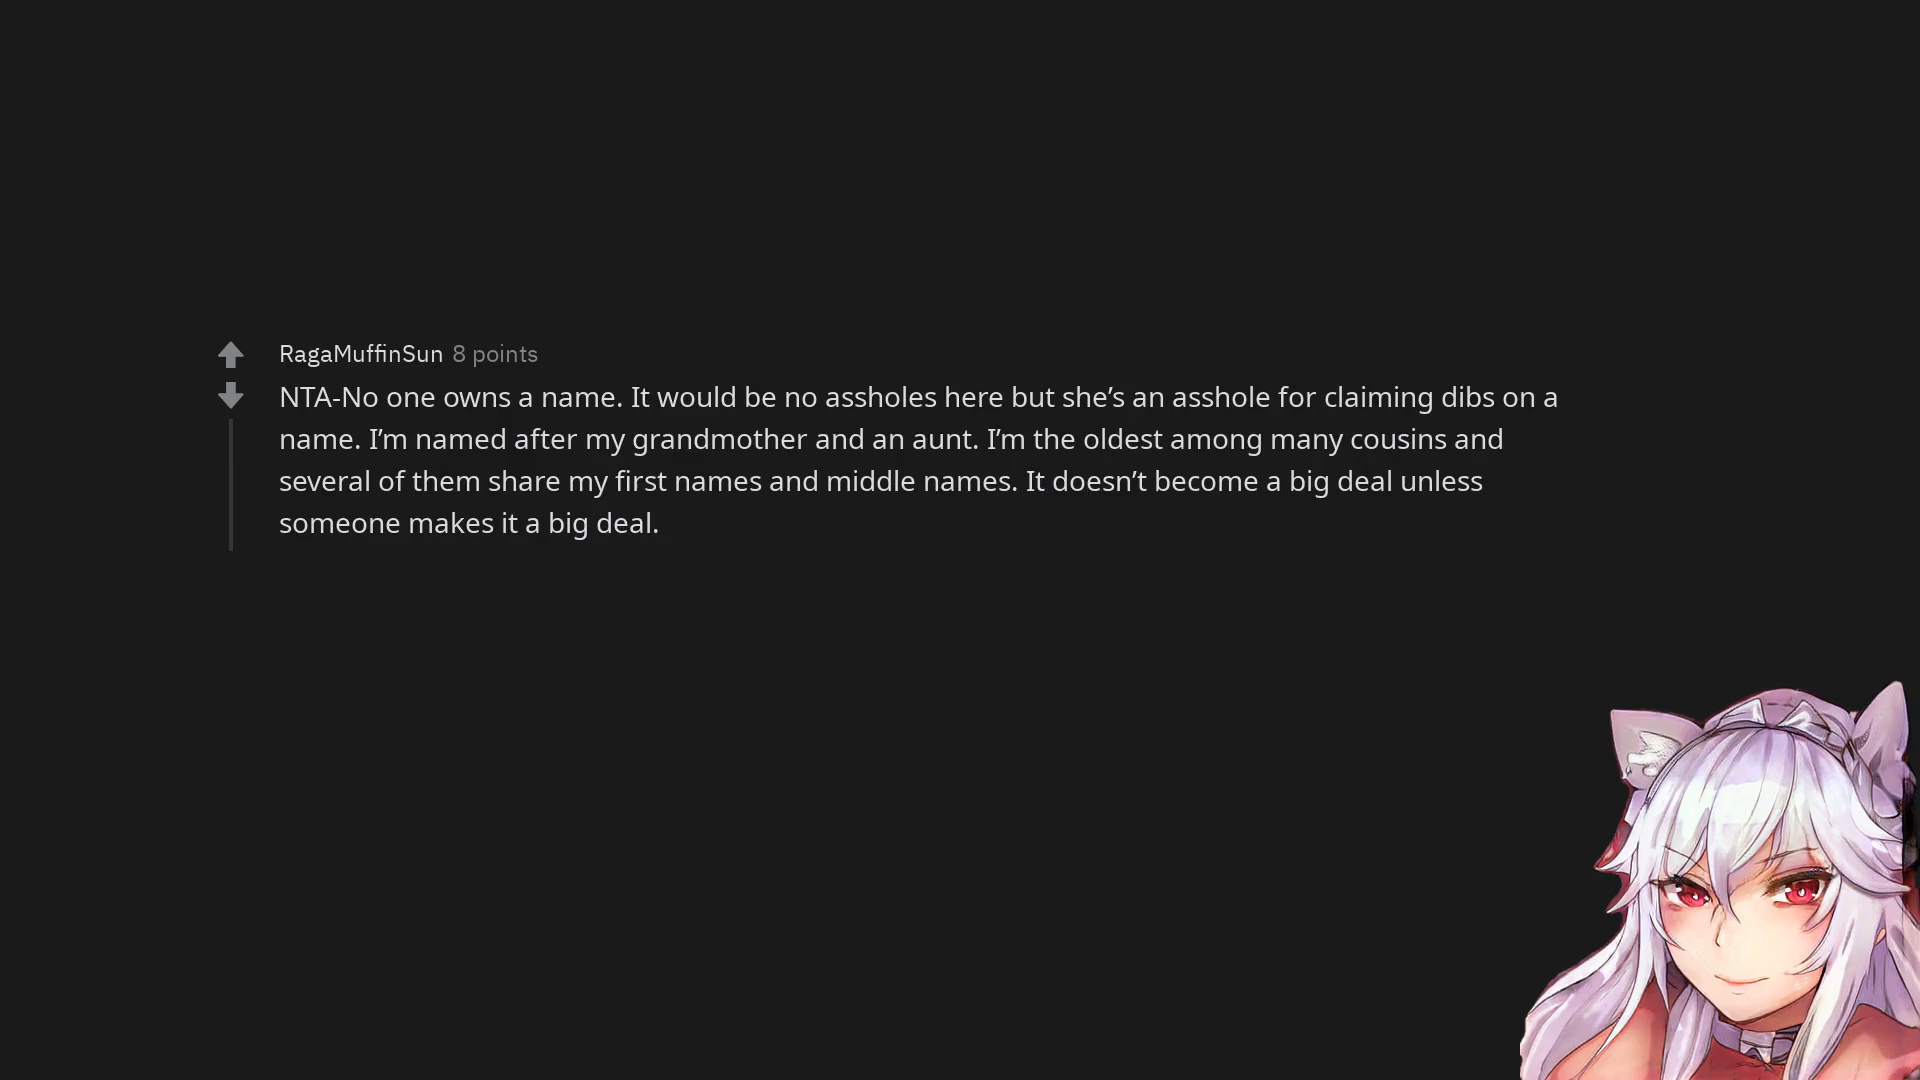 RagaMuffinSun 8 points
NTA-No one owns a name. It would be no assholes here but she’s an asshole for claiming dibs on a
name. I’m named after my grandmother and an aunt. I’m the oldest among many cousins and
several of them share my first names and middle names. It doesn’t become a big deal unless
someone makes it a big deal.